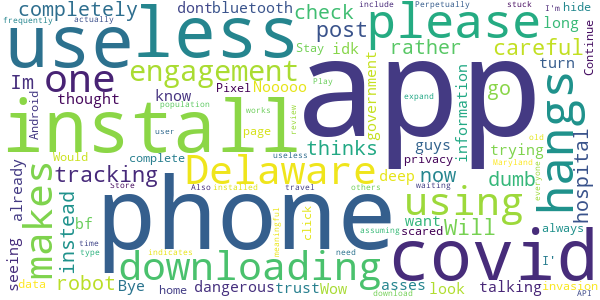 completely dontbluetooth check please frequently actually include Perpetually stuck I'm hide
use less post rather long careful Continue
Im one engagement Stay idk turn
Android thought know Pixel Nooooo app government go
population Play expand
install works page review thinks guys information hangs
user privacy trying old
makes tracking complete useless Delaware deep now dumb Maryland everyone hospital
already instead bf Store Also installed travel others using want always
seeing robot phone click Will scared assuming I'
data time type Bye home indicates meaningful waiting covid
downloading dangerous trust Wow asses need look talking download invasion API
Would